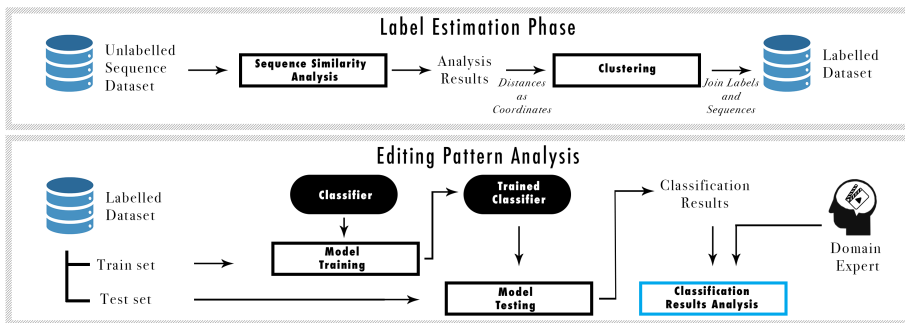 Label Estimation Phase
Unlabelled
Sequence
Dataset
Sequence Similarity
Analysis
Analysis
Results
Distances
as
Coordinates
Clustering
Join Labels
and
Sequences
Labelled
Dataset
Editing Pattern Analysis
Labelled
Dataset
Train set
Test set
Classifier
Model
Training
Trained
Classifier
Model
Testing
Classification
Results
Classification
Results Analysis
Domain
Expert